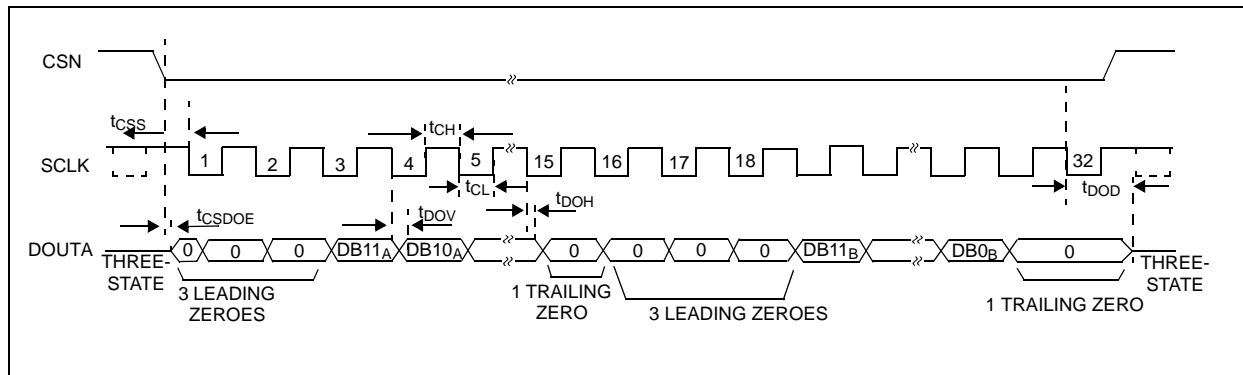 CSN
tCSS
tCH
SCLK
1 2 3 4 5 15 16 17 18 32
tCL
tDOH
tDOD
tCSDOE
tDOV
DOUTA
0 0 0 DB11A DB10A 0 0 0 0 DB11B DB0B 0
THREE-
STATE
3 LEADING
ZEROES
1 TRAILING
ZERO
3 LEADING ZEROES
1 TRAILING ZERO
THREE-
STATE